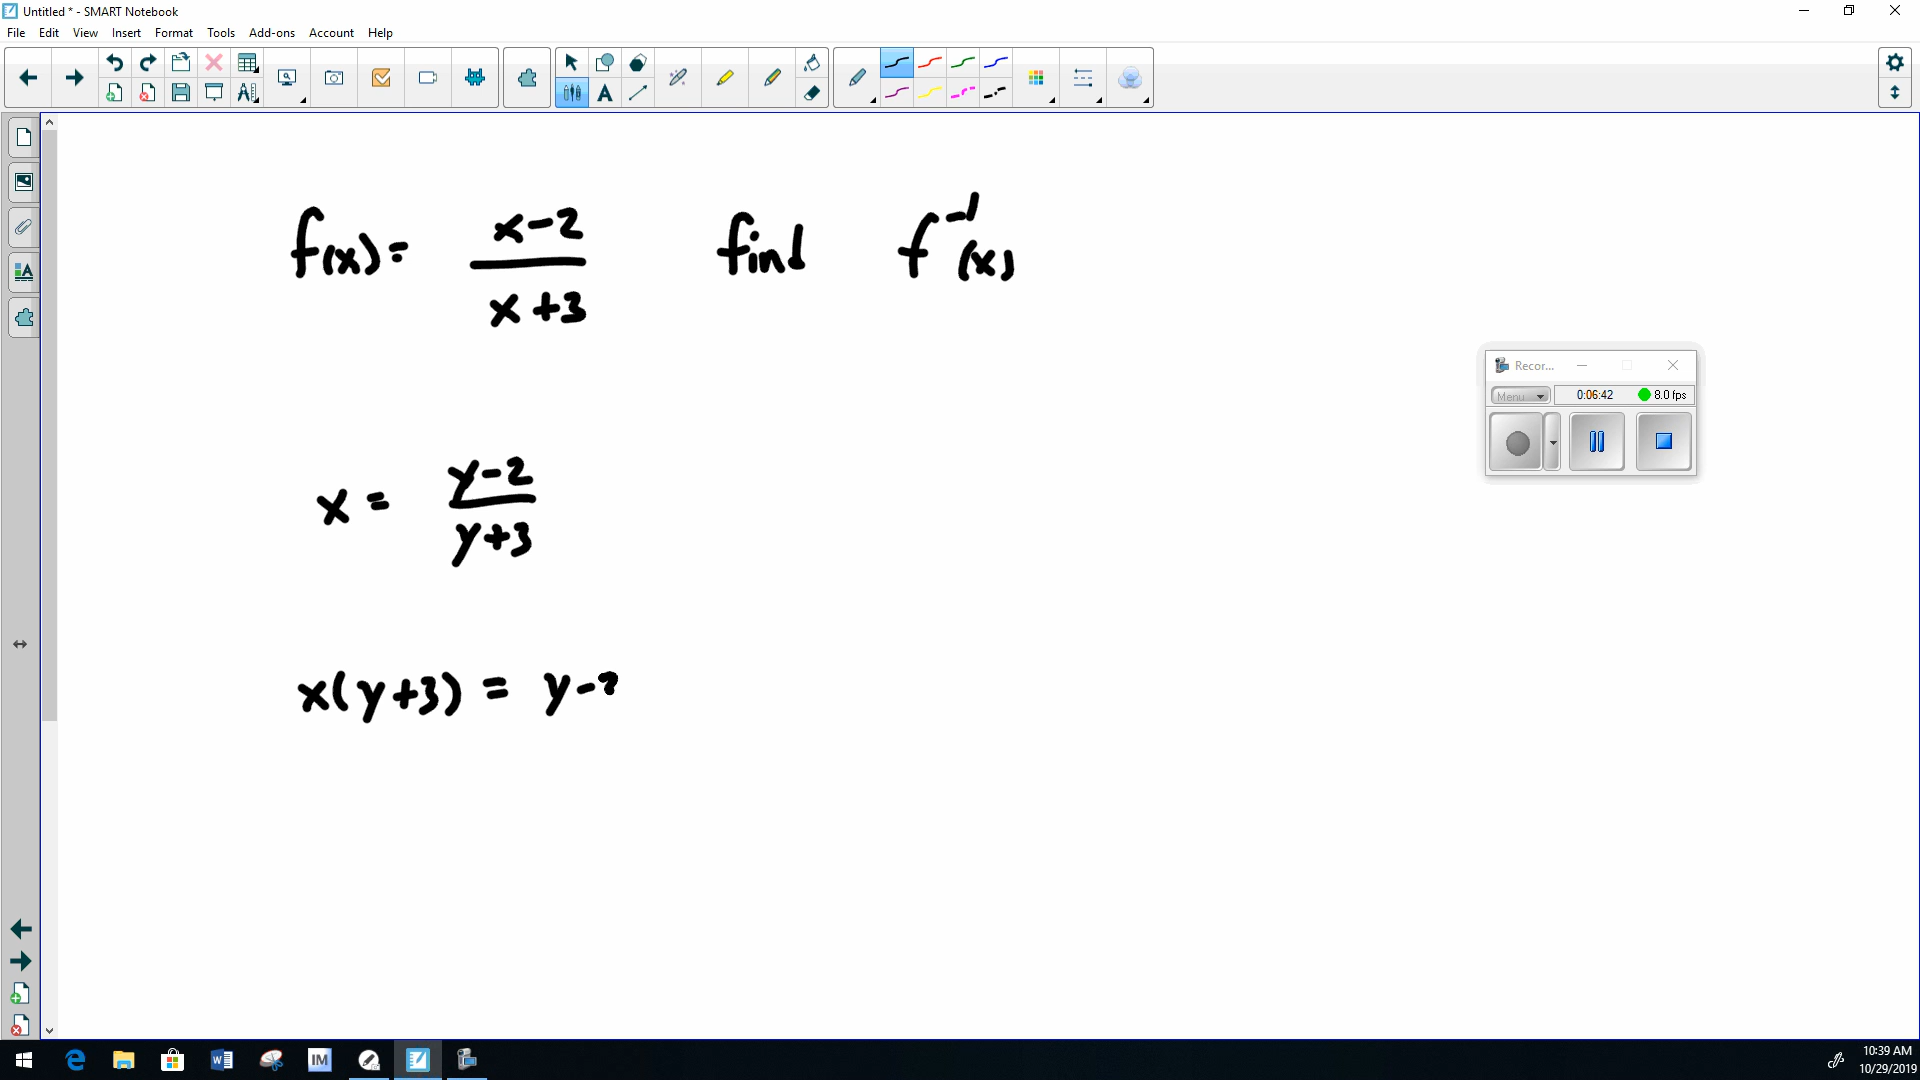 Untitled * - SMART Notebook
File Edit View Insert Format Tools Add-ons Account Help
f(x) = x-2 / x+3 find f⁻¹(x)
Recor...
Menu 0:06:42 8.0 fps
x = y-2 / y+3
x(y+3) = y-2
10:39 AM
10/29/2019